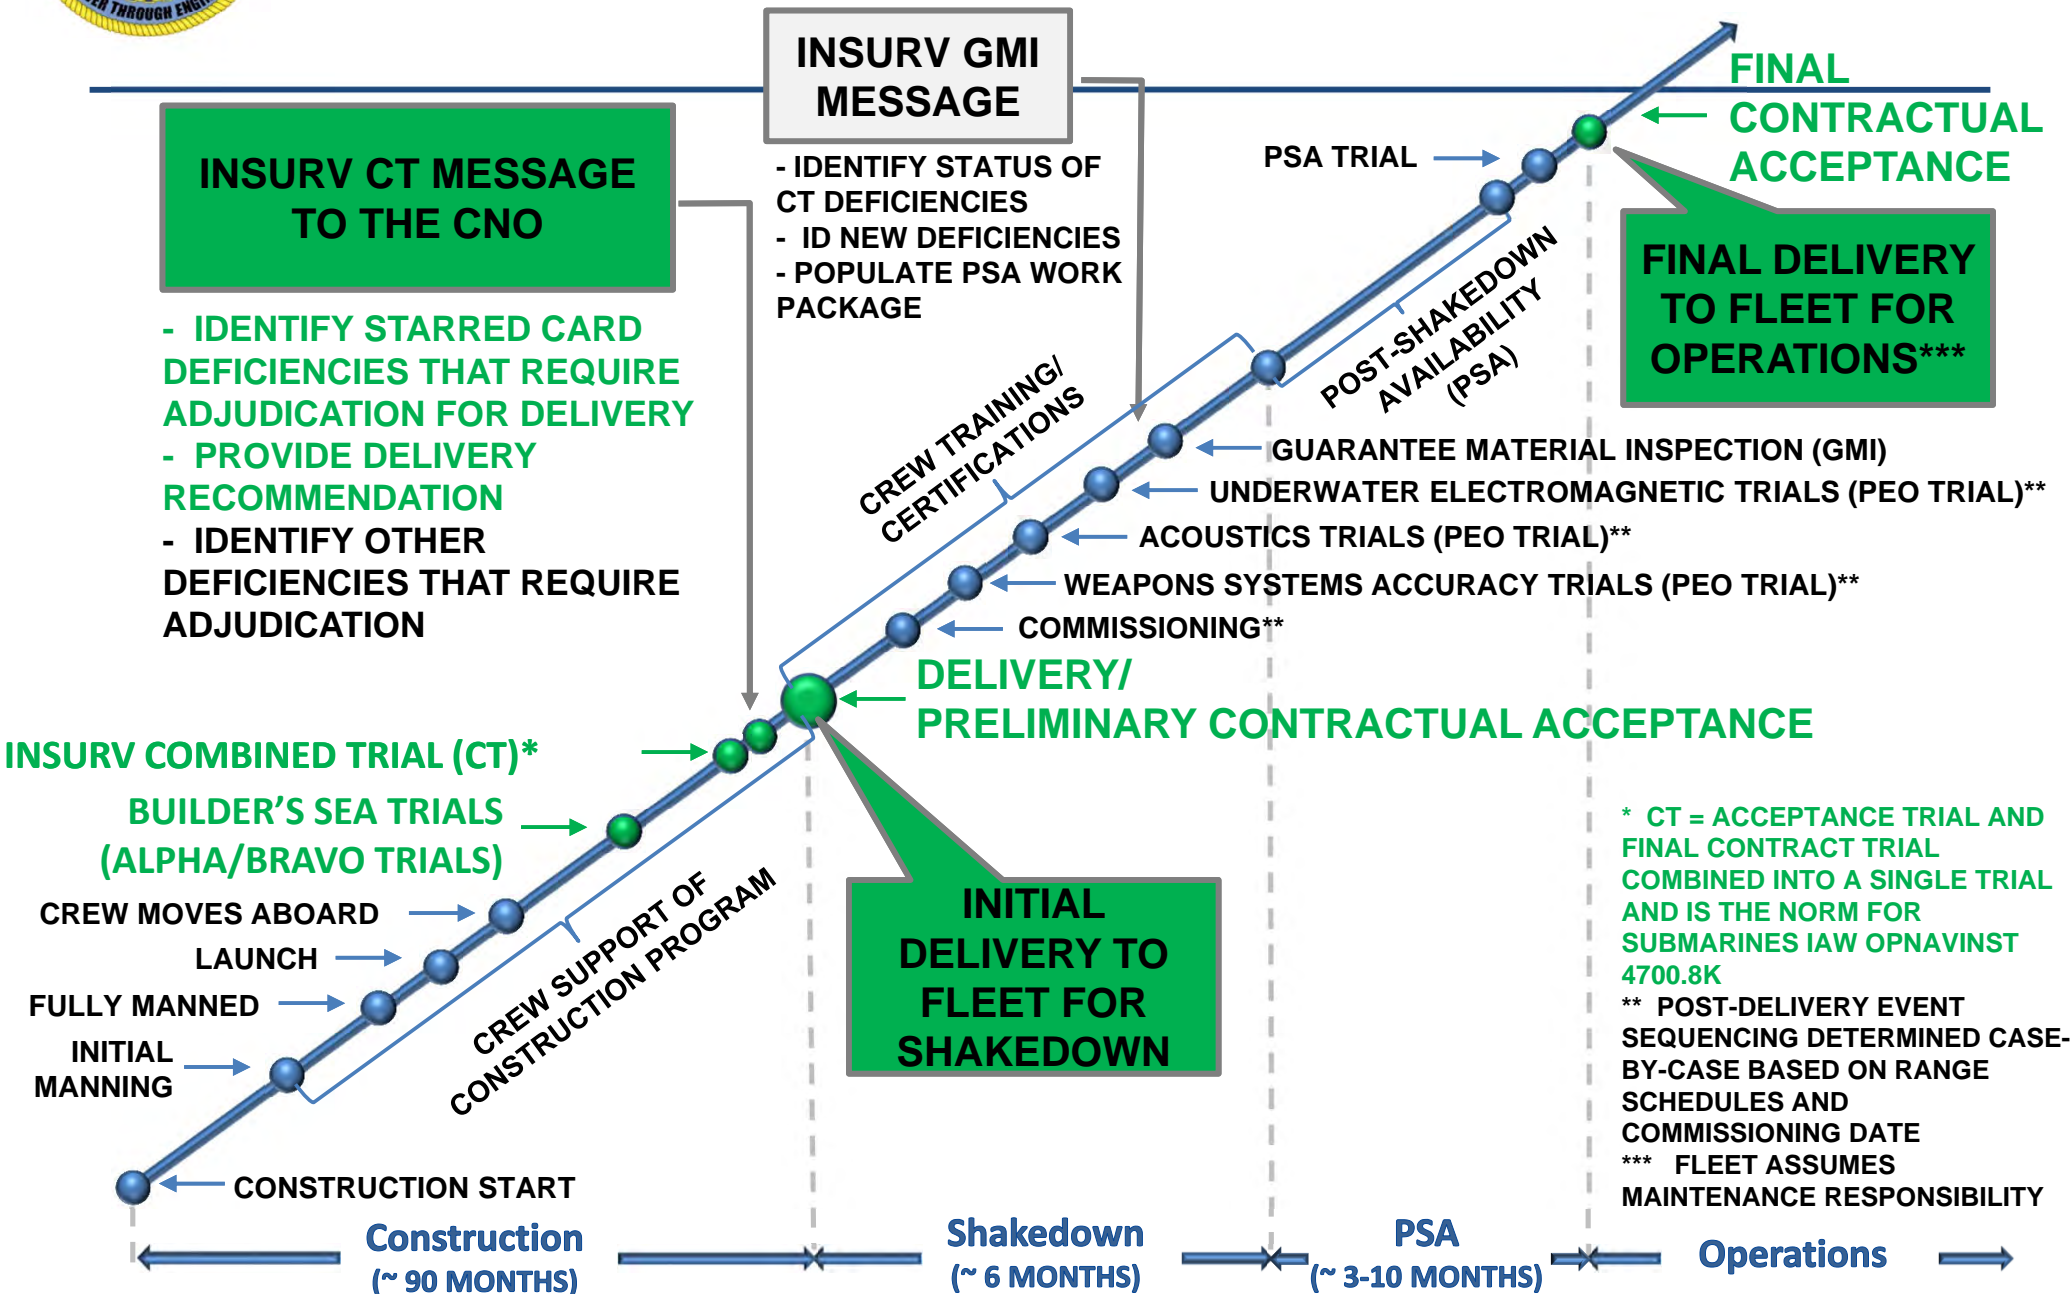 THROUGH ENGI
INSURV GMI
MESSAGE
- IDENTIFY STATUS OF
CT DEFICIENCIES
- ID NEW DEFICIENCIES
- POPULATE PSA WORK
PACKAGE
INSURV CT MESSAGE
TO THE CNO
- IDENTIFY STARRED CARD
DEFICIENCIES THAT REQUIRE
ADJUDICATION FOR DELIVERY
- PROVIDE DELIVERY
RECOMMENDATION
- IDENTIFY OTHER
DEFICIENCIES THAT REQUIRE
ADJUDICATION
FINAL
CONTRACTUAL
ACCEPTANCE
PSA TRIAL
FINAL DELIVERY
TO FLEET FOR
OPERATIONS***
POST-SHAKEDOWN
AVAILABILITY
(PSA)
CREW TRAINING/
CERTIFICATIONS
GUARANTEE MATERIAL INSPECTION (GMI)
UNDERWATER ELECTROMAGNETIC TRIALS (PEO TRIAL)**
ACOUSTICS TRIALS (PEO TRIAL)**
WEAPONS SYSTEMS ACCURACY TRIALS (PEO TRIAL)**
COMMISSIONING**
DELIVERY/
PRELIMINARY CONTRACTUAL ACCEPTANCE
INSURV COMBINED TRIAL (CT)*
BUILDER'S SEA TRIALS
(ALPHA/BRAVO TRIALS)
CREW MOVES ABOARD
LAUNCH
FULLY MANNED
INITIAL
MANNING
CONSTRUCTION START
CREW SUPPORT OF
CONSTRUCTION PROGRAM
INITIAL
DELIVERY TO
FLEET FOR
SHAKEDOWN
* CT = ACCEPTANCE TRIAL AND
FINAL CONTRACT TRIAL
COMBINED INTO A SINGLE TRIAL
AND IS THE NORM FOR
SUBMARINES IAW OPNAVINST
4700.8K
** POST-DELIVERY EVENT
SEQUENCING DETERMINED CASE-
BY-CASE BASED ON RANGE
SCHEDULES AND
COMMISSIONING DATE
*** FLEET ASSUMES
MAINTENANCE RESPONSIBILITY
Construction
(~ 90 MONTHS)
Shakedown
(~ 6 MONTHS)
PSA
(~ 3-10 MONTHS)
Operations